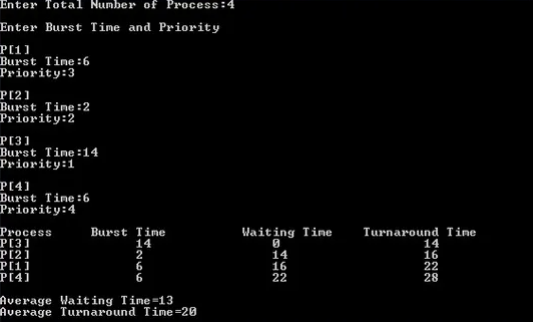 Enter Total Number of Process:4
Enter Burst Time and Priority
P[1]
Burst Time:6
Priority:3
P[2]
Burst Time:2
Priority:2
P[3]
Burst Time:14
Priority:1
P[4]
Burst Time:6
Priority:4
Process Burst Time Waiting Time Turnaround Time
P[3] 14 0 14
P[2] 2 14 16
P[1] 6 16 22
P[4] 6 22 28
Average Waiting Time=13
Average Turnaround Time=20